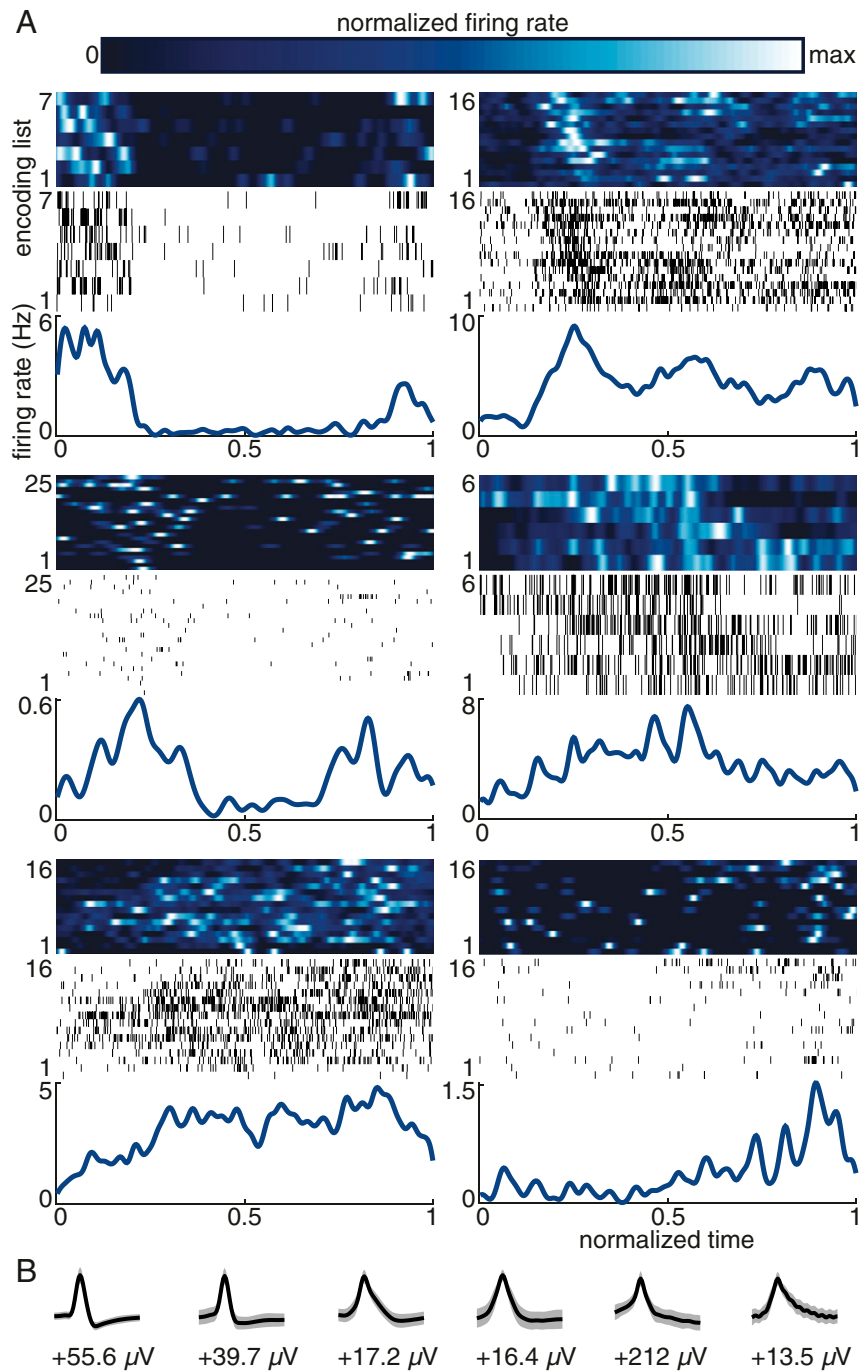 A
normalized firing rate
0 max
7
encoding list
1
7
1
6
firing rate (Hz)
0
0 0.5 1
16
1
16
1
10
0
0 0.5 1
25
1
25
1
0.6
0
0 0.5 1
6
1
6
1
8
0
0 0.5 1
16
1
16
1
5
0
0 0.5 1
16
1
16
1
1.5
0
0 0.5 1
normalized time
B
+55.6 µV +39.7 µV +17.2 µV +16.4 µV +212 µV +13.5 µV